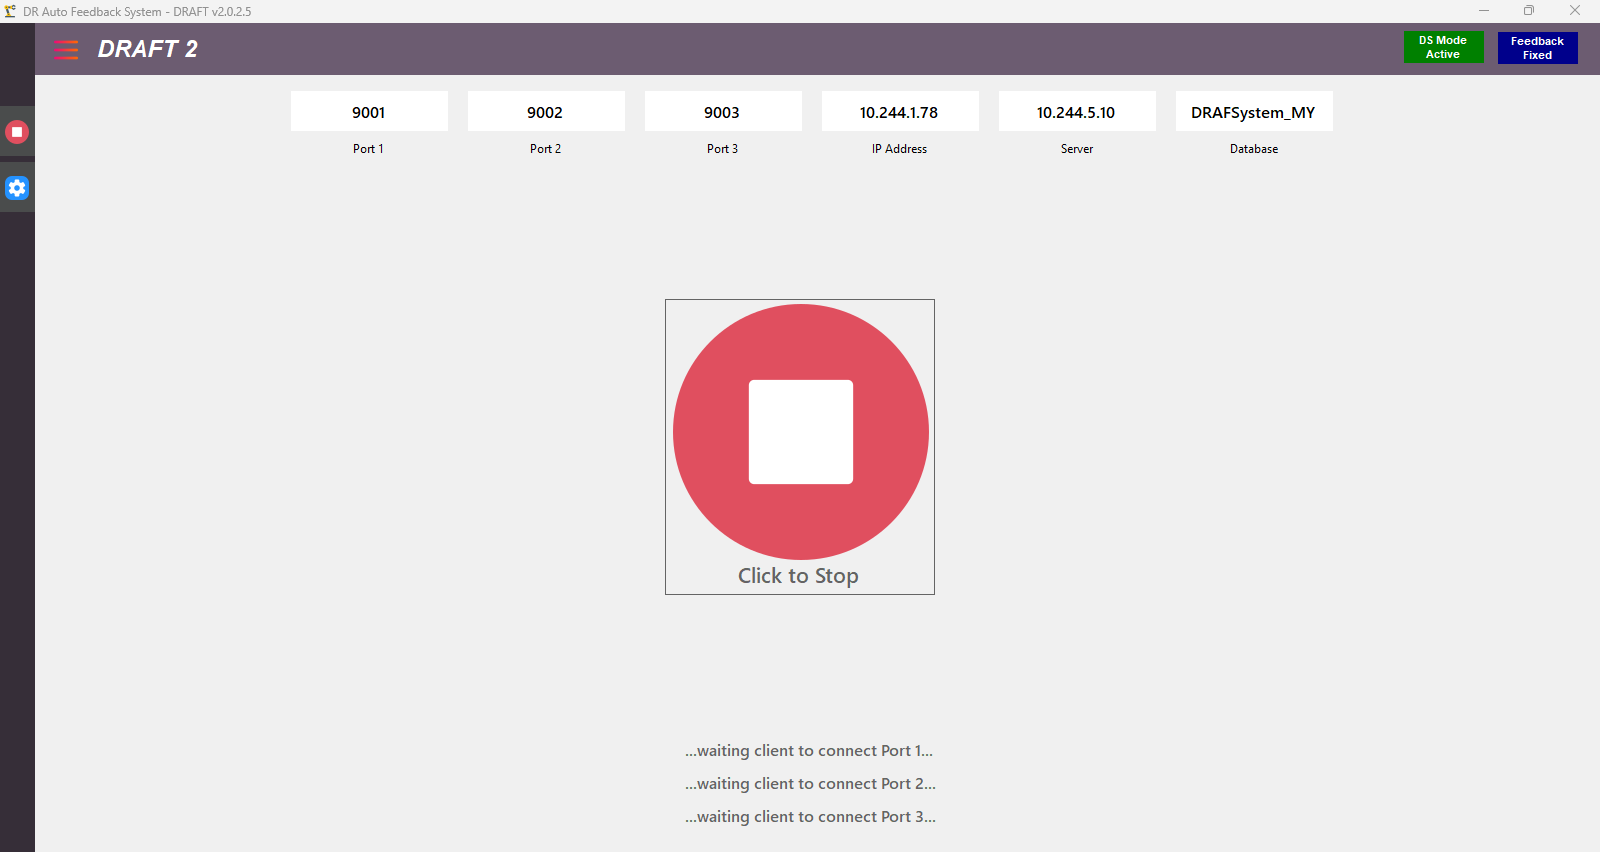 DR Auto Feedback System - DRAFT v2.0.2.5
DRAFT 2
DS Mode
Active
Feedback
Fixed
9001
9002
9003
10.244.1.78
10.244.5.10
DRAFSystem_MY
Port 1
Port 2
Port 3
IP Address
Server
Database
Click to Stop
...waiting client to connect Port 1...
...waiting client to connect Port 2...
...waiting client to connect Port 3...